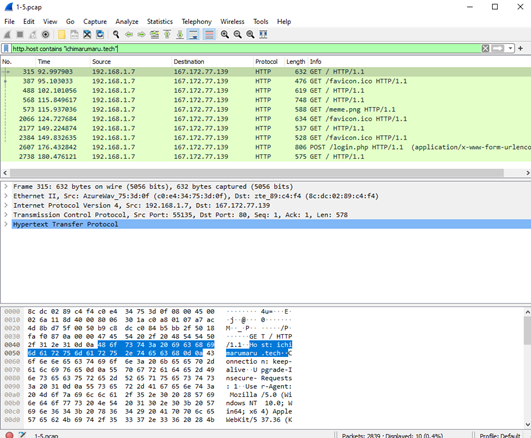 1-5.pcap
File Edit View Go Capture Analyze Statistics Telephony Wireless Tools Help
http.host contains "ichimarumaru.tech"
No. Time Source Destination Protocol Length Info
315 92.997903 192.168.1.7 167.172.77.139 HTTP 632 GET / HTTP/1.1
387 95.103033 192.168.1.7 167.172.77.139 HTTP 476 GET /favicon.ico HTTP/1.1
488 102.101056 192.168.1.7 167.172.77.139 HTTP 619 GET / HTTP/1.1
568 115.849617 192.168.1.7 167.172.77.139 HTTP 748 GET / HTTP/1.1
573 115.937036 192.168.1.7 167.172.77.139 HTTP 588 GET /meme.png HTTP/1.1
2066 124.727684 192.168.1.7 167.172.77.139 HTTP 634 GET /favicon.ico HTTP/1.1
2177 149.224874 192.168.1.7 167.172.77.139 HTTP 537 GET / HTTP/1.1
2384 149.832635 192.168.1.7 167.172.77.139 HTTP 528 GET /favicon.ico HTTP/1.1
2607 176.432842 192.168.1.7 167.172.77.139 HTTP 806 POST /login.php HTTP/1.1 (application/x-www-form-urlenco
2738 180.476121 192.168.1.7 167.172.77.139 HTTP 575 GET / HTTP/1.1
Frame 315: 632 bytes on wire (5056 bits), 632 bytes captured (5056 bits)
Ethernet II, Src: AzureWav_75:3d:0f (c0:e4:34:75:3d:0f), Dst: zte_89:c4:f4 (8c:dc:02:89:c4:f4)
Internet Protocol Version 4, Src: 192.168.1.7, Dst: 167.172.77.139
Transmission Control Protocol, Src Port: 55135, Dst Port: 80, Seq: 1, Ack: 1, Len: 578
Hypertext Transfer Protocol
0000 8c dc 02 89 c4 f4 c0 e4 34 75 3d 0f 08 00 45 00
0010 02 6a 11 8d 40 00 80 06 30 1a c0 a8 01 07 a7 ac
0020 4d 8b d7 5f 00 50 b9 c8 dc c0 84 b5 bb 2f 50 18
0030 fa f0 87 0a 00 00 47 45 54 20 2f 20 48 54 54 50 GET / HTTP
0040 2f 31 2e 31 0d 0a 48 6f 73 74 3a 20 69 63 68 69 /1.1··Ho st: ichi
0050 6d 61 72 75 6d 61 72 75 2e 74 65 63 68 0d 0a 43 marumaru .tech··C
6f 6e 6e 65 63 74 69 6f 6e 3a 20 6b 65 65 70 2d onnectio n: keep-
61 6c 69 76 65 0d 0a 55 70 67 72 61 64 65 2d 49 alive··U pgrade-I
6e 73 65 63 75 72 65 2d 52 65 71 75 65 73 74 73 nsecure- Requests
3a 20 31 0d 0a 55 73 65 72 2d 41 67 65 6e 74 3a : 1··Use r-Agent:
20 4d 6f 7a 69 6c 6c 61 2f 35 2e 30 20 28 57 69 Mozilla /5.0 (Wi
6e 64 6f 77 73 20 4e 54 20 31 30 2e 30 3b 20 57 ndows NT 10.0; W
69 6e 36 34 3b 20 78 36 34 29 20 41 70 70 6c 65 in64; x6 4) Apple
57 65 62 4b 69 74 2f 35 33 37 2e 33 36 20 28 4b WebKit/5 37.36 (K
1-5.pcap Packets: 2839 · Displayed: 10 (0.4%) Profile: Default